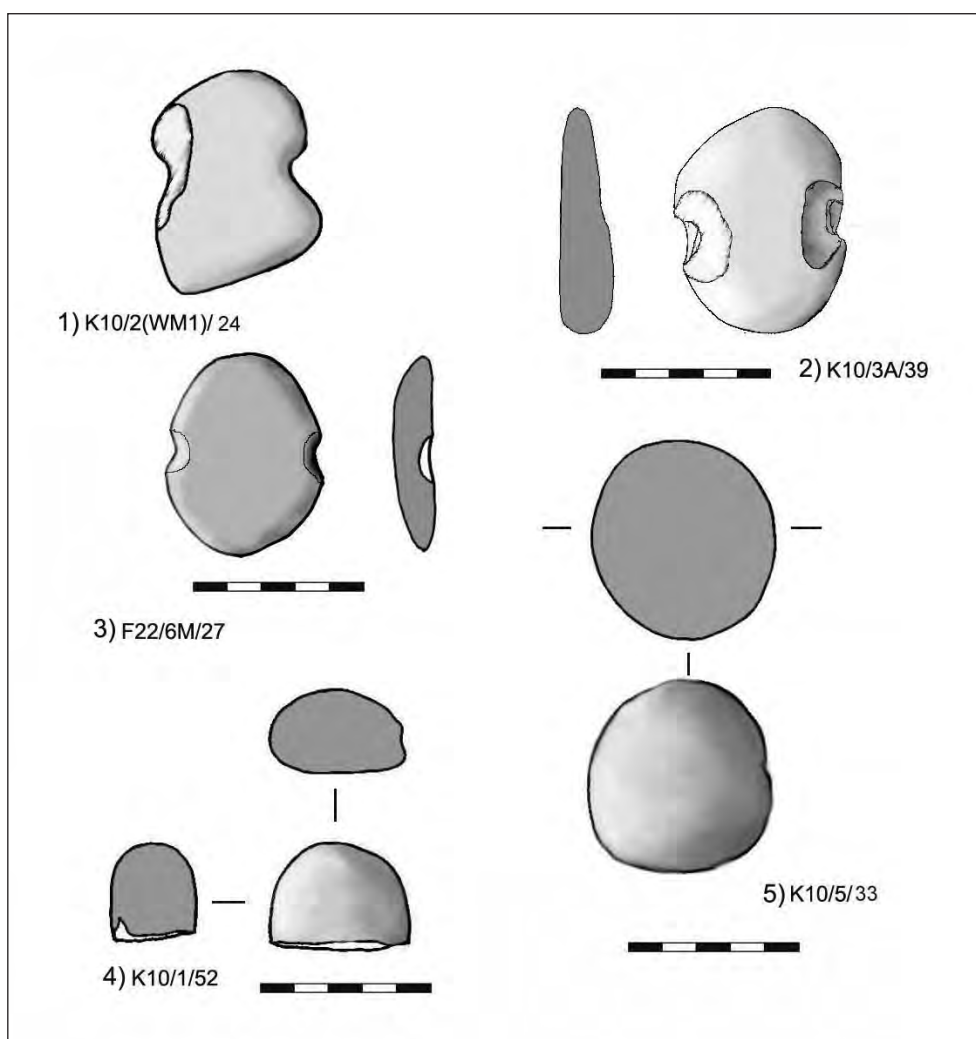 1) K10/2(WM1)/ 24
2) K10/3A/39
3) F22/6M/27
4) K10/1/52
5) K10/5/33